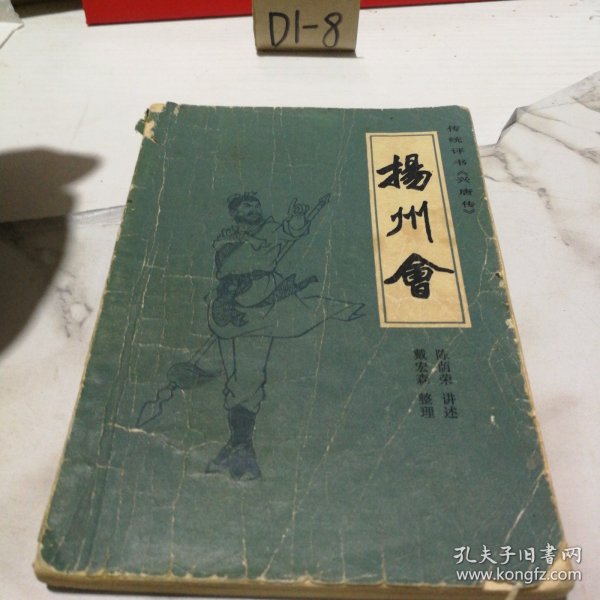 D1-8
传统评书《兴唐传》
揚州會
陈荫荣 讲述
戴宏森 整理
孔夫子旧书网
www.kongfz.com